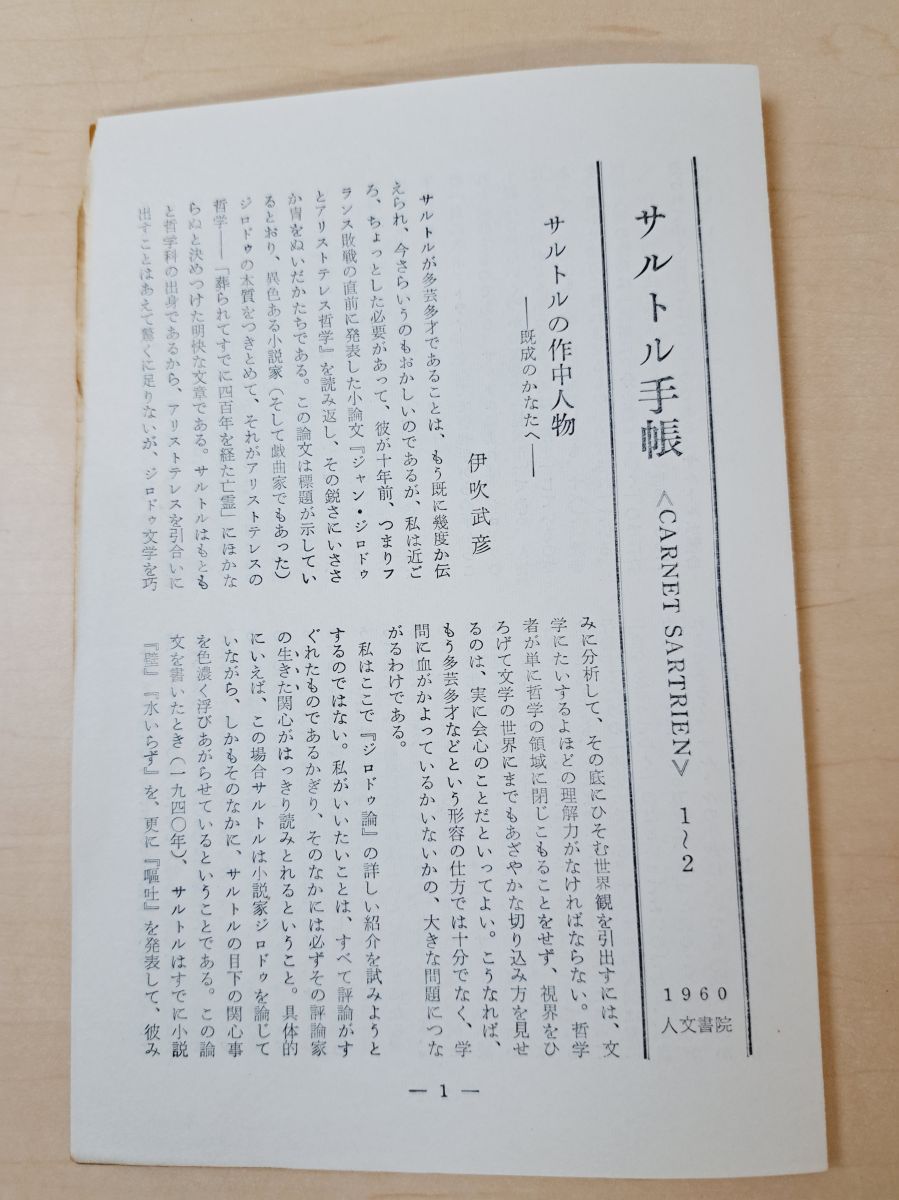 サルトル手帳 <CARNET SARTRIEN> 1~2
1960
人文書院
サルトルの作中人物
――既成のかなたへ――
伊吹武彦
サルトルが多芸多才であることは、もう既に幾度か伝
えられ、今さらいうのもおかしいのであるが、私は近ご
ろ、ちょっとした必要があって、彼が十年前、つまりフ
ランス敗戦の直前に発表した小論文『ジャン・ジロドゥ
とアリストテレス哲学』を読み返し、その鋭さにいささ
か胄をぬいだかたちである。この論文は標題が示してい
るとおり、異色ある小説家(そして戯曲家でもあった)
ジロドゥの本質をつきとめて、それがアリストテレスの
哲学――「葬られてすでに四百年を経た亡霊」にほかな
らぬと決めつけた明快な文章である。サルトルはもとも
と哲学科の出身であるから、アリストテレスを引合いに
出すことはあえて驚くに足りないが、ジロドゥ文学を巧
みに分析して、その底にひそむ世界観を引出すには、文
学にたいするよほどの理解力がなければならない。哲学
者が単に哲学の領域に閉じこもることをせず、視界をひ
ろげて文学の世界にまでもあざやかな切り込み方を見せ
るのは、実に会心のことだといってよい。こうなれば、
もう多芸多才などという形容の仕方では十分でなく、学
問に血がかよっているかいないかの、大きな問題につな
がるわけである。
私はここで『ジロドゥ論』の詳しい紹介を試みようと
するのではない。私がいいたいことは、すべて評論がす
ぐれたものであるかぎり、そのなかには必ずその評論家
の生きた関心がはっきり読みとれるということ。具体的
にいえば、この場合サルトルは小説家ジロドゥを論じて
いながら、しかもそのなかに、サルトルの目下の関心事
を色濃く浮びあがらせているということである。この論
文を書いたとき(一九四〇年)、サルトルはすでに小説
『壁』『水いらず』を、更に『嘔吐』を発表して、彼み
― 1 ―